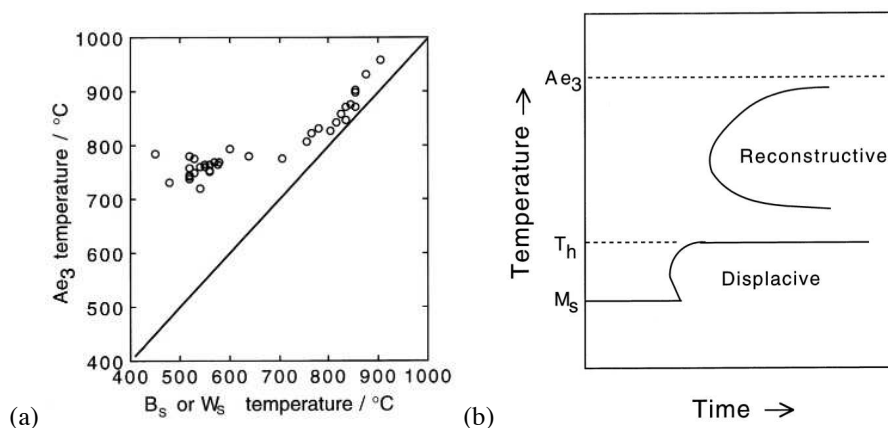 1000
900
800
700
600
500
400
400 500 600 700 800 900 1000
Ae3 temperature / °C
Bs or Ws temperature / °C
(a)
Ae3
Th
Ms
Temperature →
Reconstructive
Displacive
Time →
(b)